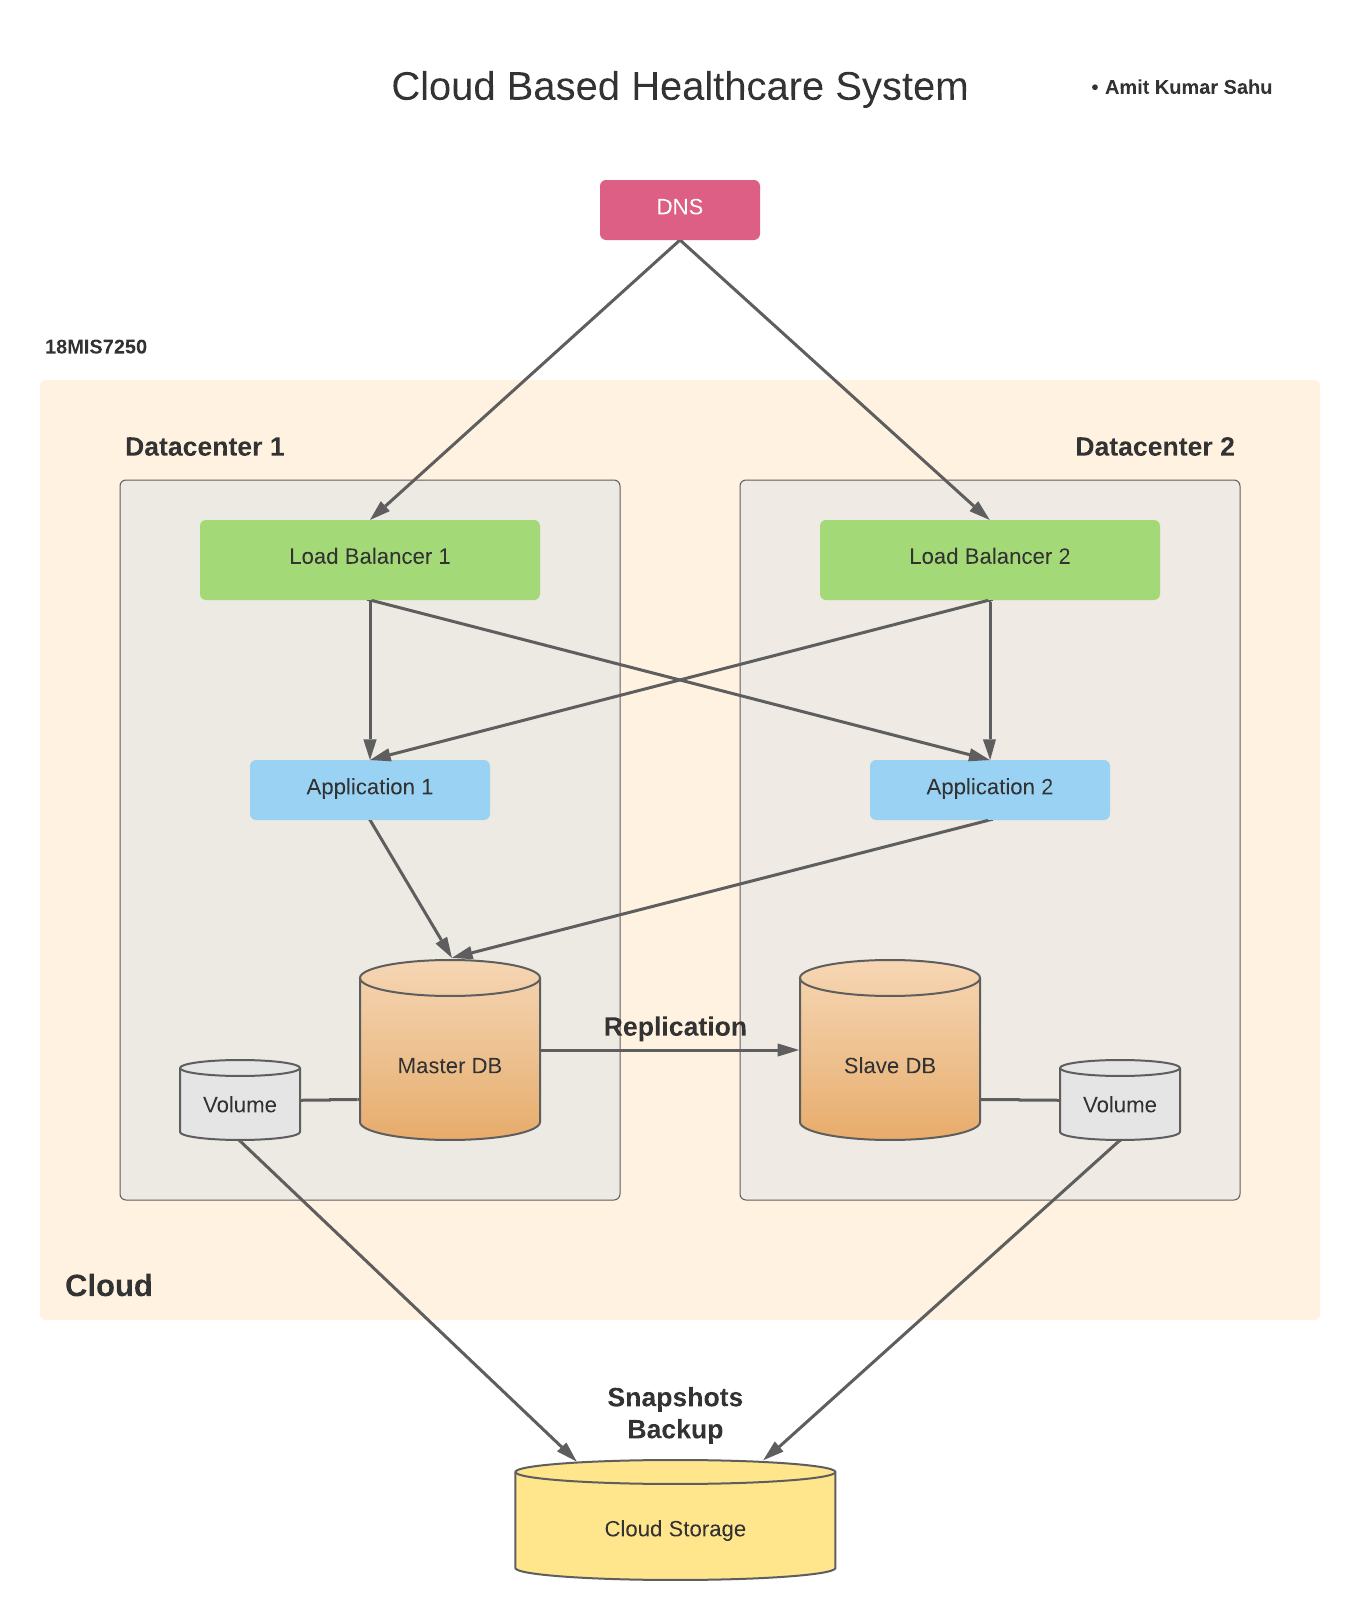 Cloud Based Healthcare System
• Amit Kumar Sahu
DNS
18MIS7250
Datacenter 1
Datacenter 2
Load Balancer 1
Load Balancer 2
Application 1
Application 2
Replication
Master DB
Slave DB
Volume
Volume
Cloud
Snapshots
Backup
Cloud Storage